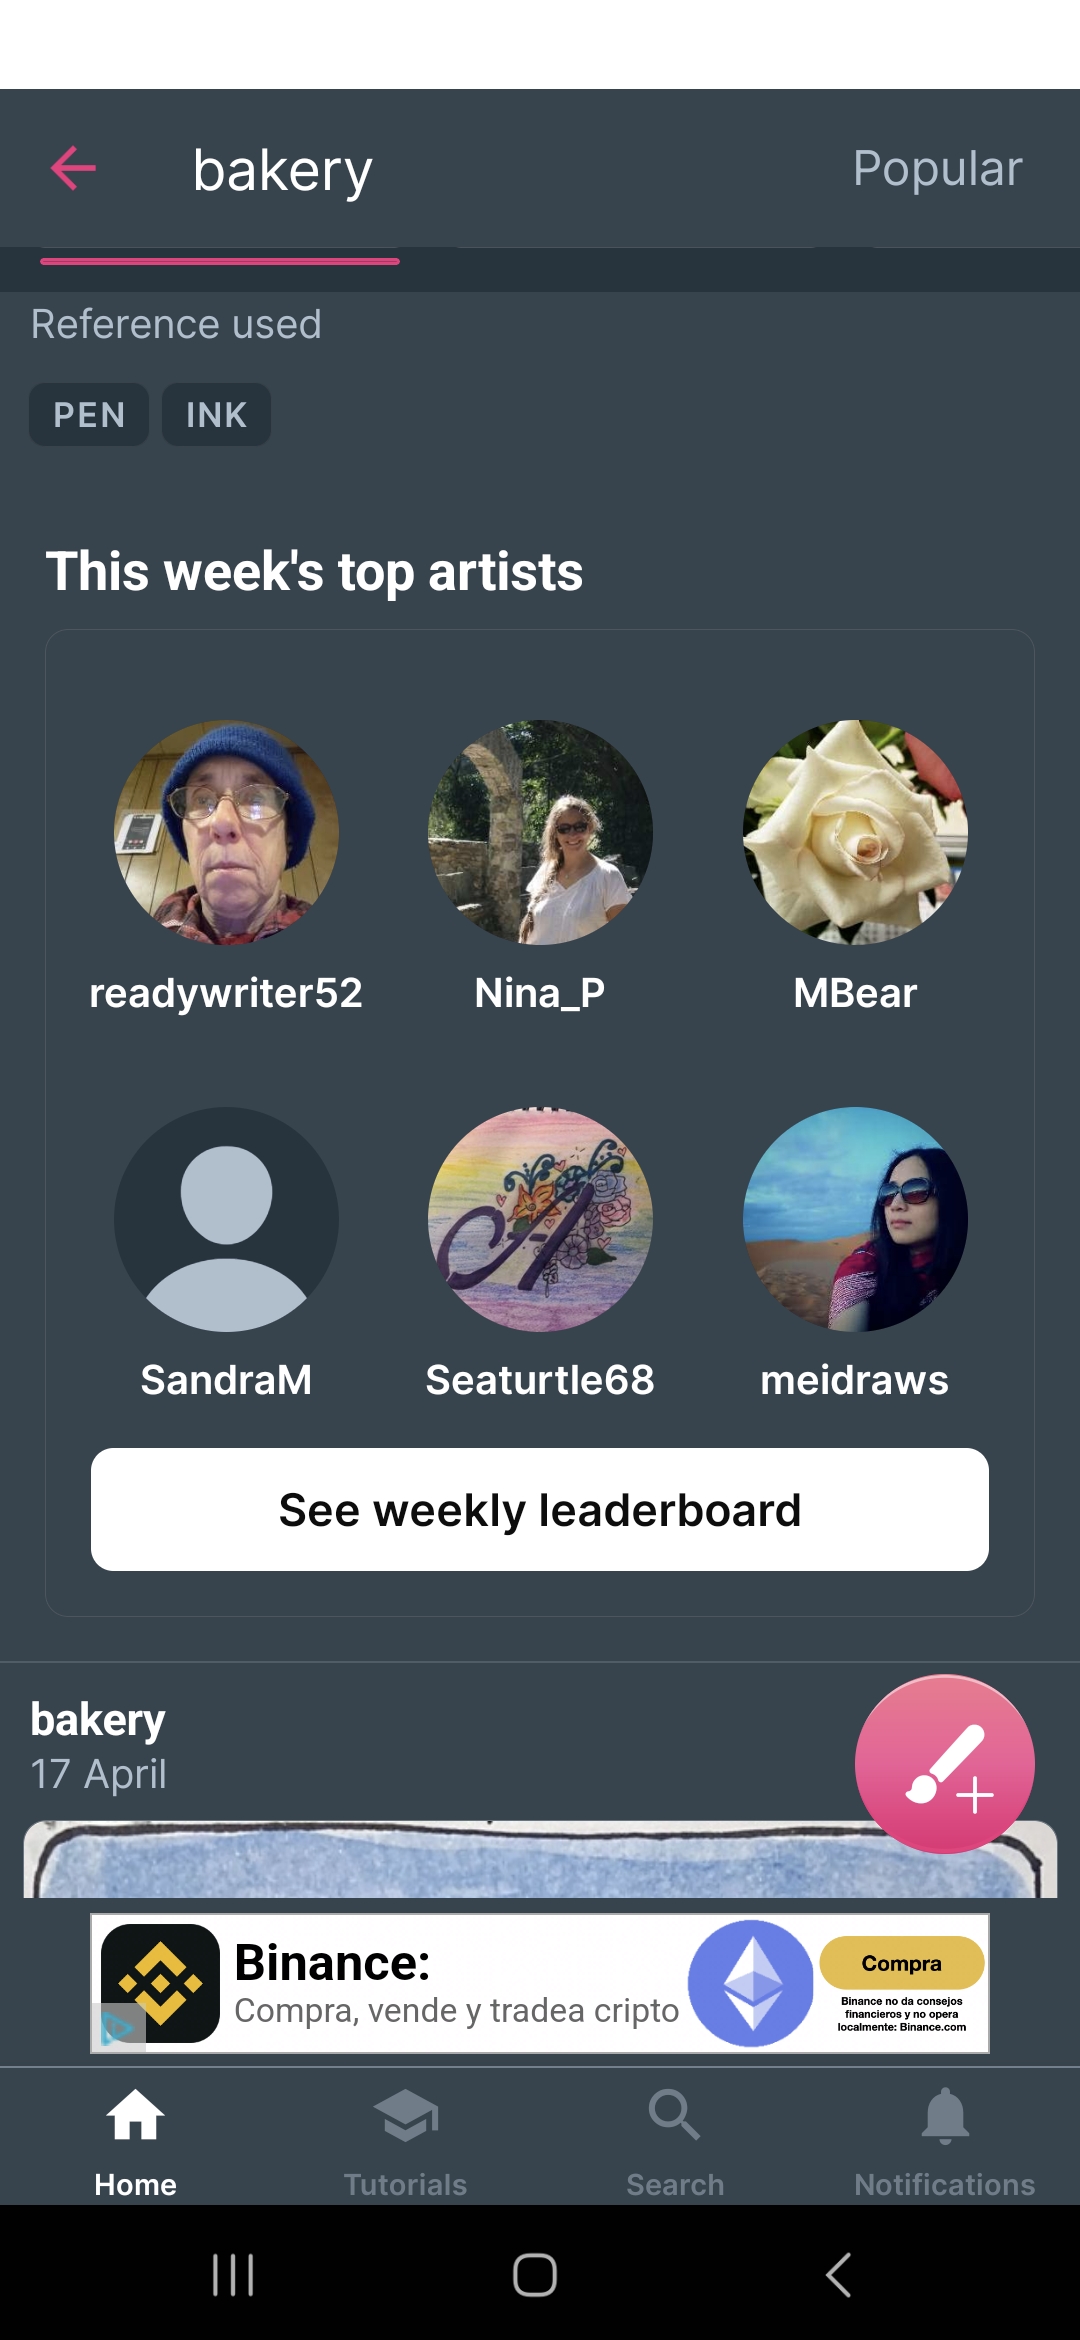 bakery
Popular
Reference used
PEN
INK
This week's top artists
readywriter52
Nina_P
MBear
SandraM
Seaturtle68
meidraws
See weekly leaderboard
bakery
17 April
Binance:
Compra, vende y tradea cripto
Compra
Binance no da consejos
financieros y no opera
localmente: Binance.com
Home
Tutorials
Search
Notifications